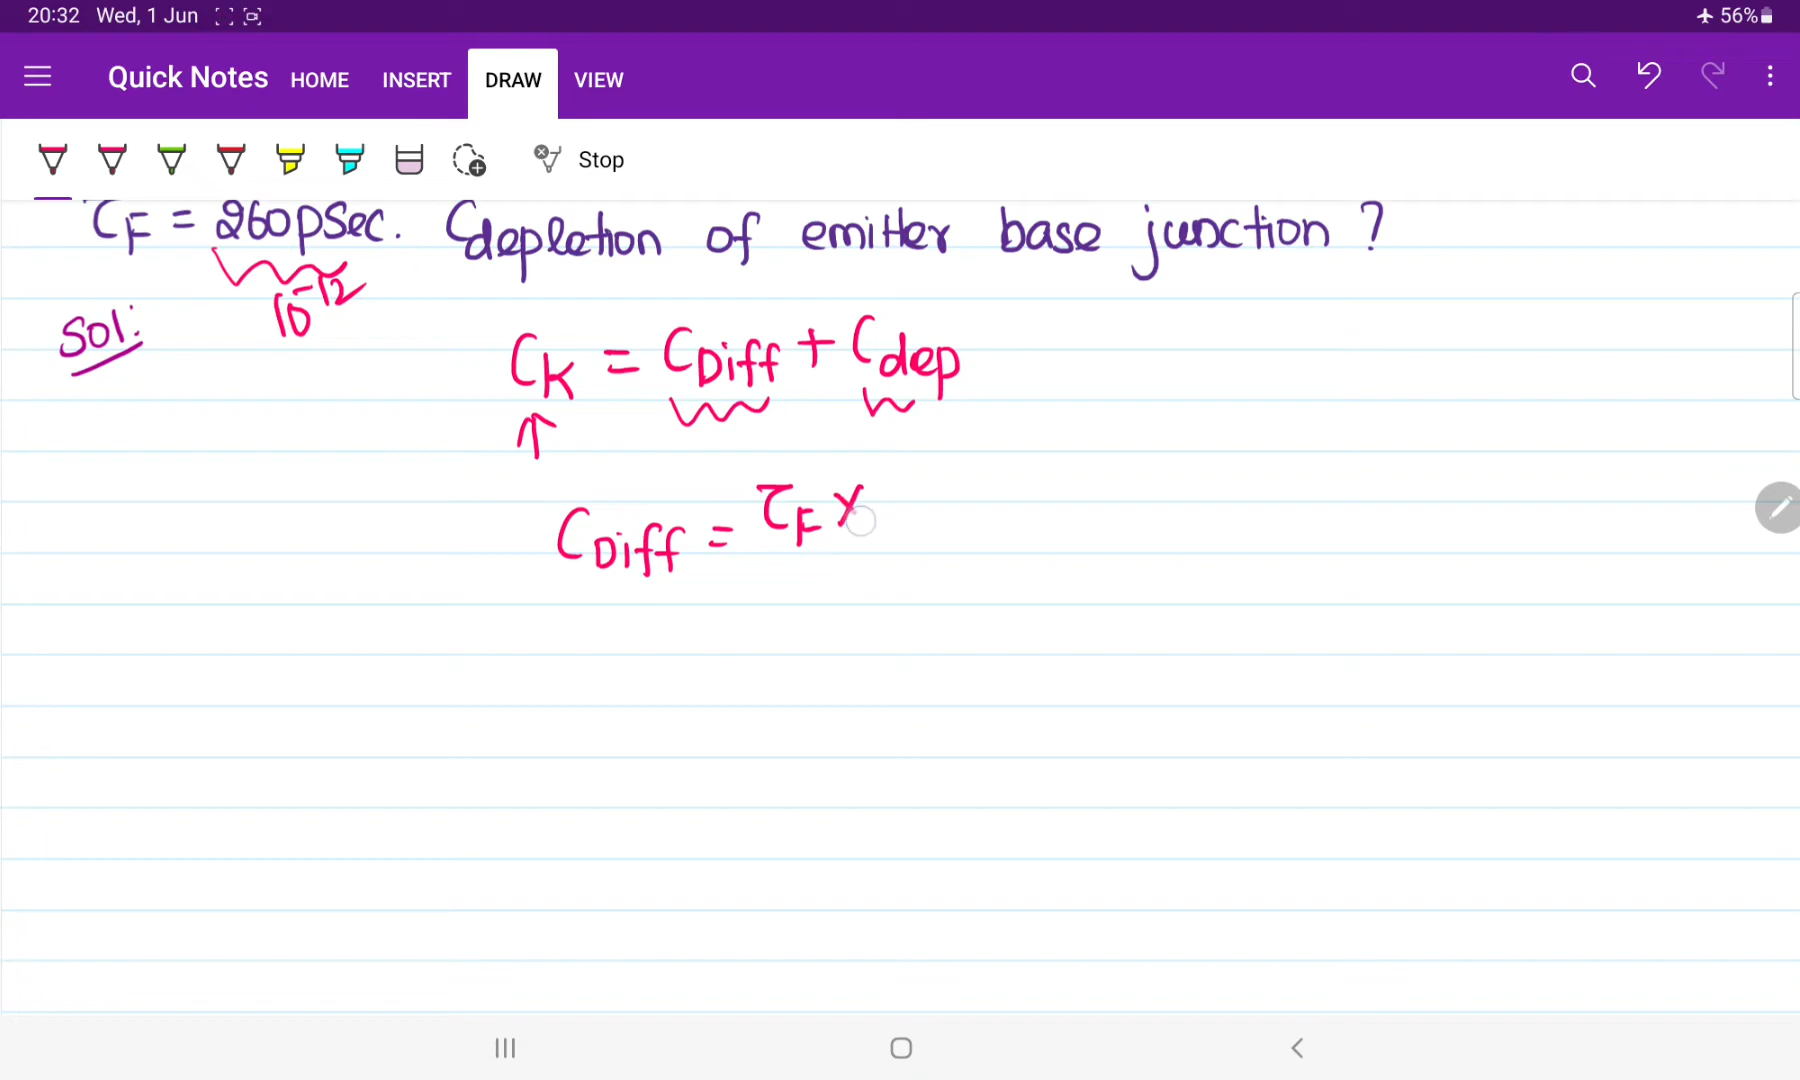 20:32 Wed, 1 Jun 56%
Quick Notes HOME INSERT DRAW VIEW
Stop
τF = 260psec. Cdepletion of emitter base junction ?
10⁻¹²
Sol:
CK = CDiff + Cdep
CDiff = τF x